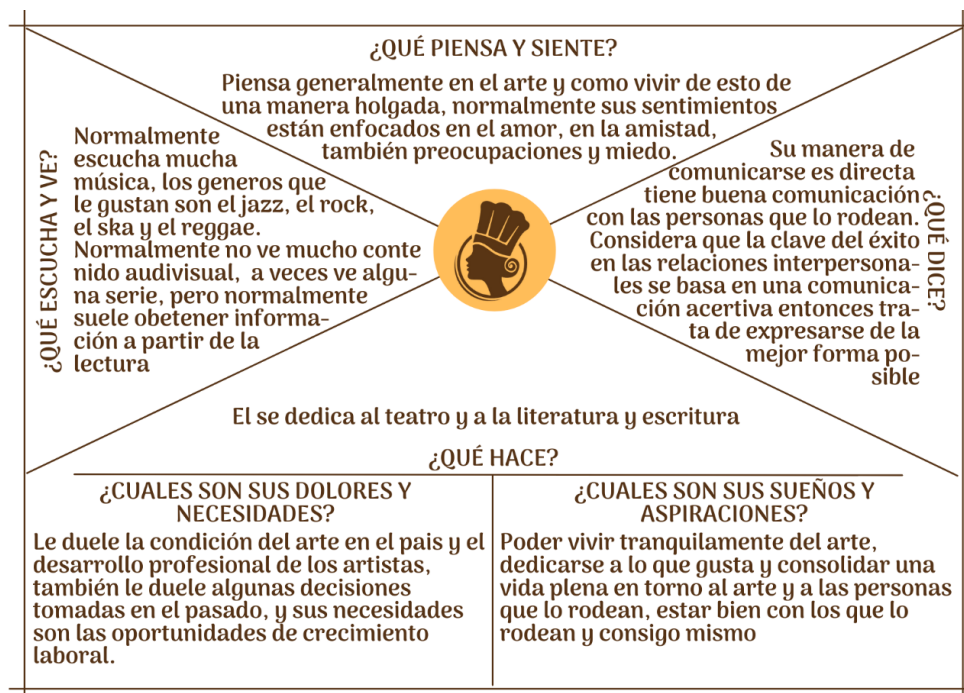 ¿QUÉ PIENSA Y SIENTE?
Piensa generalmente en el arte y como vivir de esto de
una manera holgada, normalmente sus sentimientos
están enfocados en el amor, en la amistad,
también preocupaciones y miedo.
¿QUÉ ESCUCHA Y VE?
Normalmente
escucha mucha
música, los generos que
le gustan son el jazz, el rock,
el ska y el reggae.
Normalmente no ve mucho conte
nido audivisual, a veces ve algu-
na serie, pero normalmente
suele obetener informa-
ción a partir de la
lectura
¿QUÉ DICE?
Su manera de
comunicarse es directa
tiene buena comunicación
con las personas que lo rodean.
Considera que la clave del éxito
en las relaciones interpersona-
les se basa en una comunica-
ción acertiva entonces tra-
ta de expresarse de la
mejor forma po-
sible
El se dedica al teatro y a la literatura y escritura
¿QUÉ HACE?
¿CUALES SON SUS DOLORES Y
NECESIDADES?
Le duele la condición del arte en el pais y el
desarrollo profesional de los artistas,
también le duele algunas decisiones
tomadas en el pasado, y sus necesidades
son las oportunidades de crecimiento
laboral.
¿CUALES SON SUS SUEÑOS Y
ASPIRACIONES?
Poder vivir tranquilamente del arte,
dedicarse a lo que gusta y consolidar una
vida plena en torno al arte y a las personas
que lo rodean, estar bien con los que lo
rodean y consigo mismo